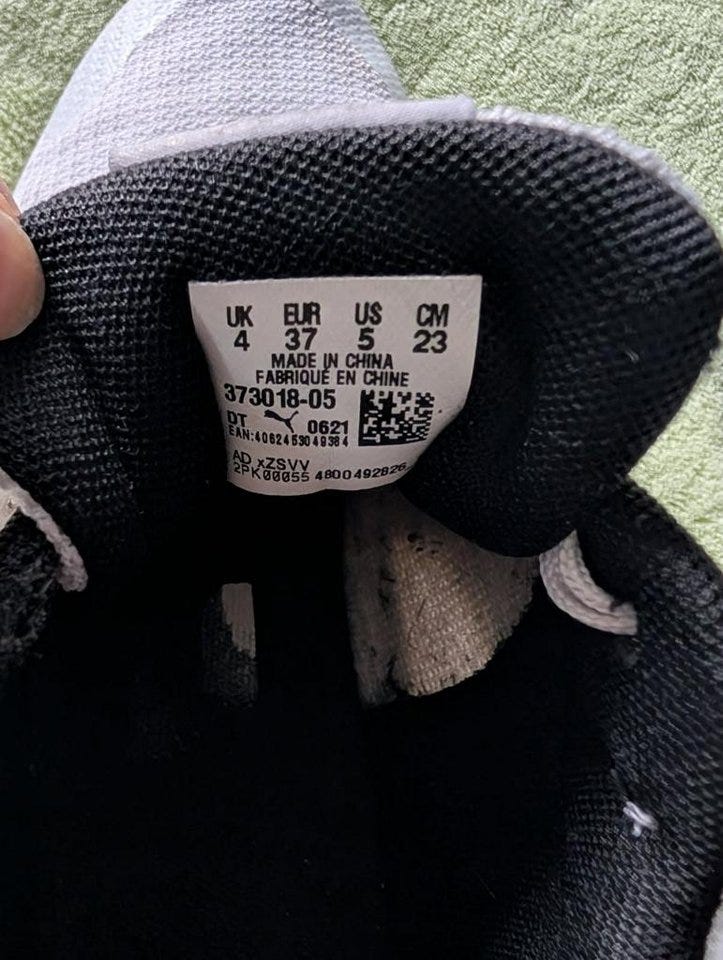 UK EUR US CM
4 37 5 23
MADE IN CHINA
FABRIQUÉ EN CHINE
373018-05
DT 0621
EAN:4062453049384
AD xZSVV
2PK00055 4800492826